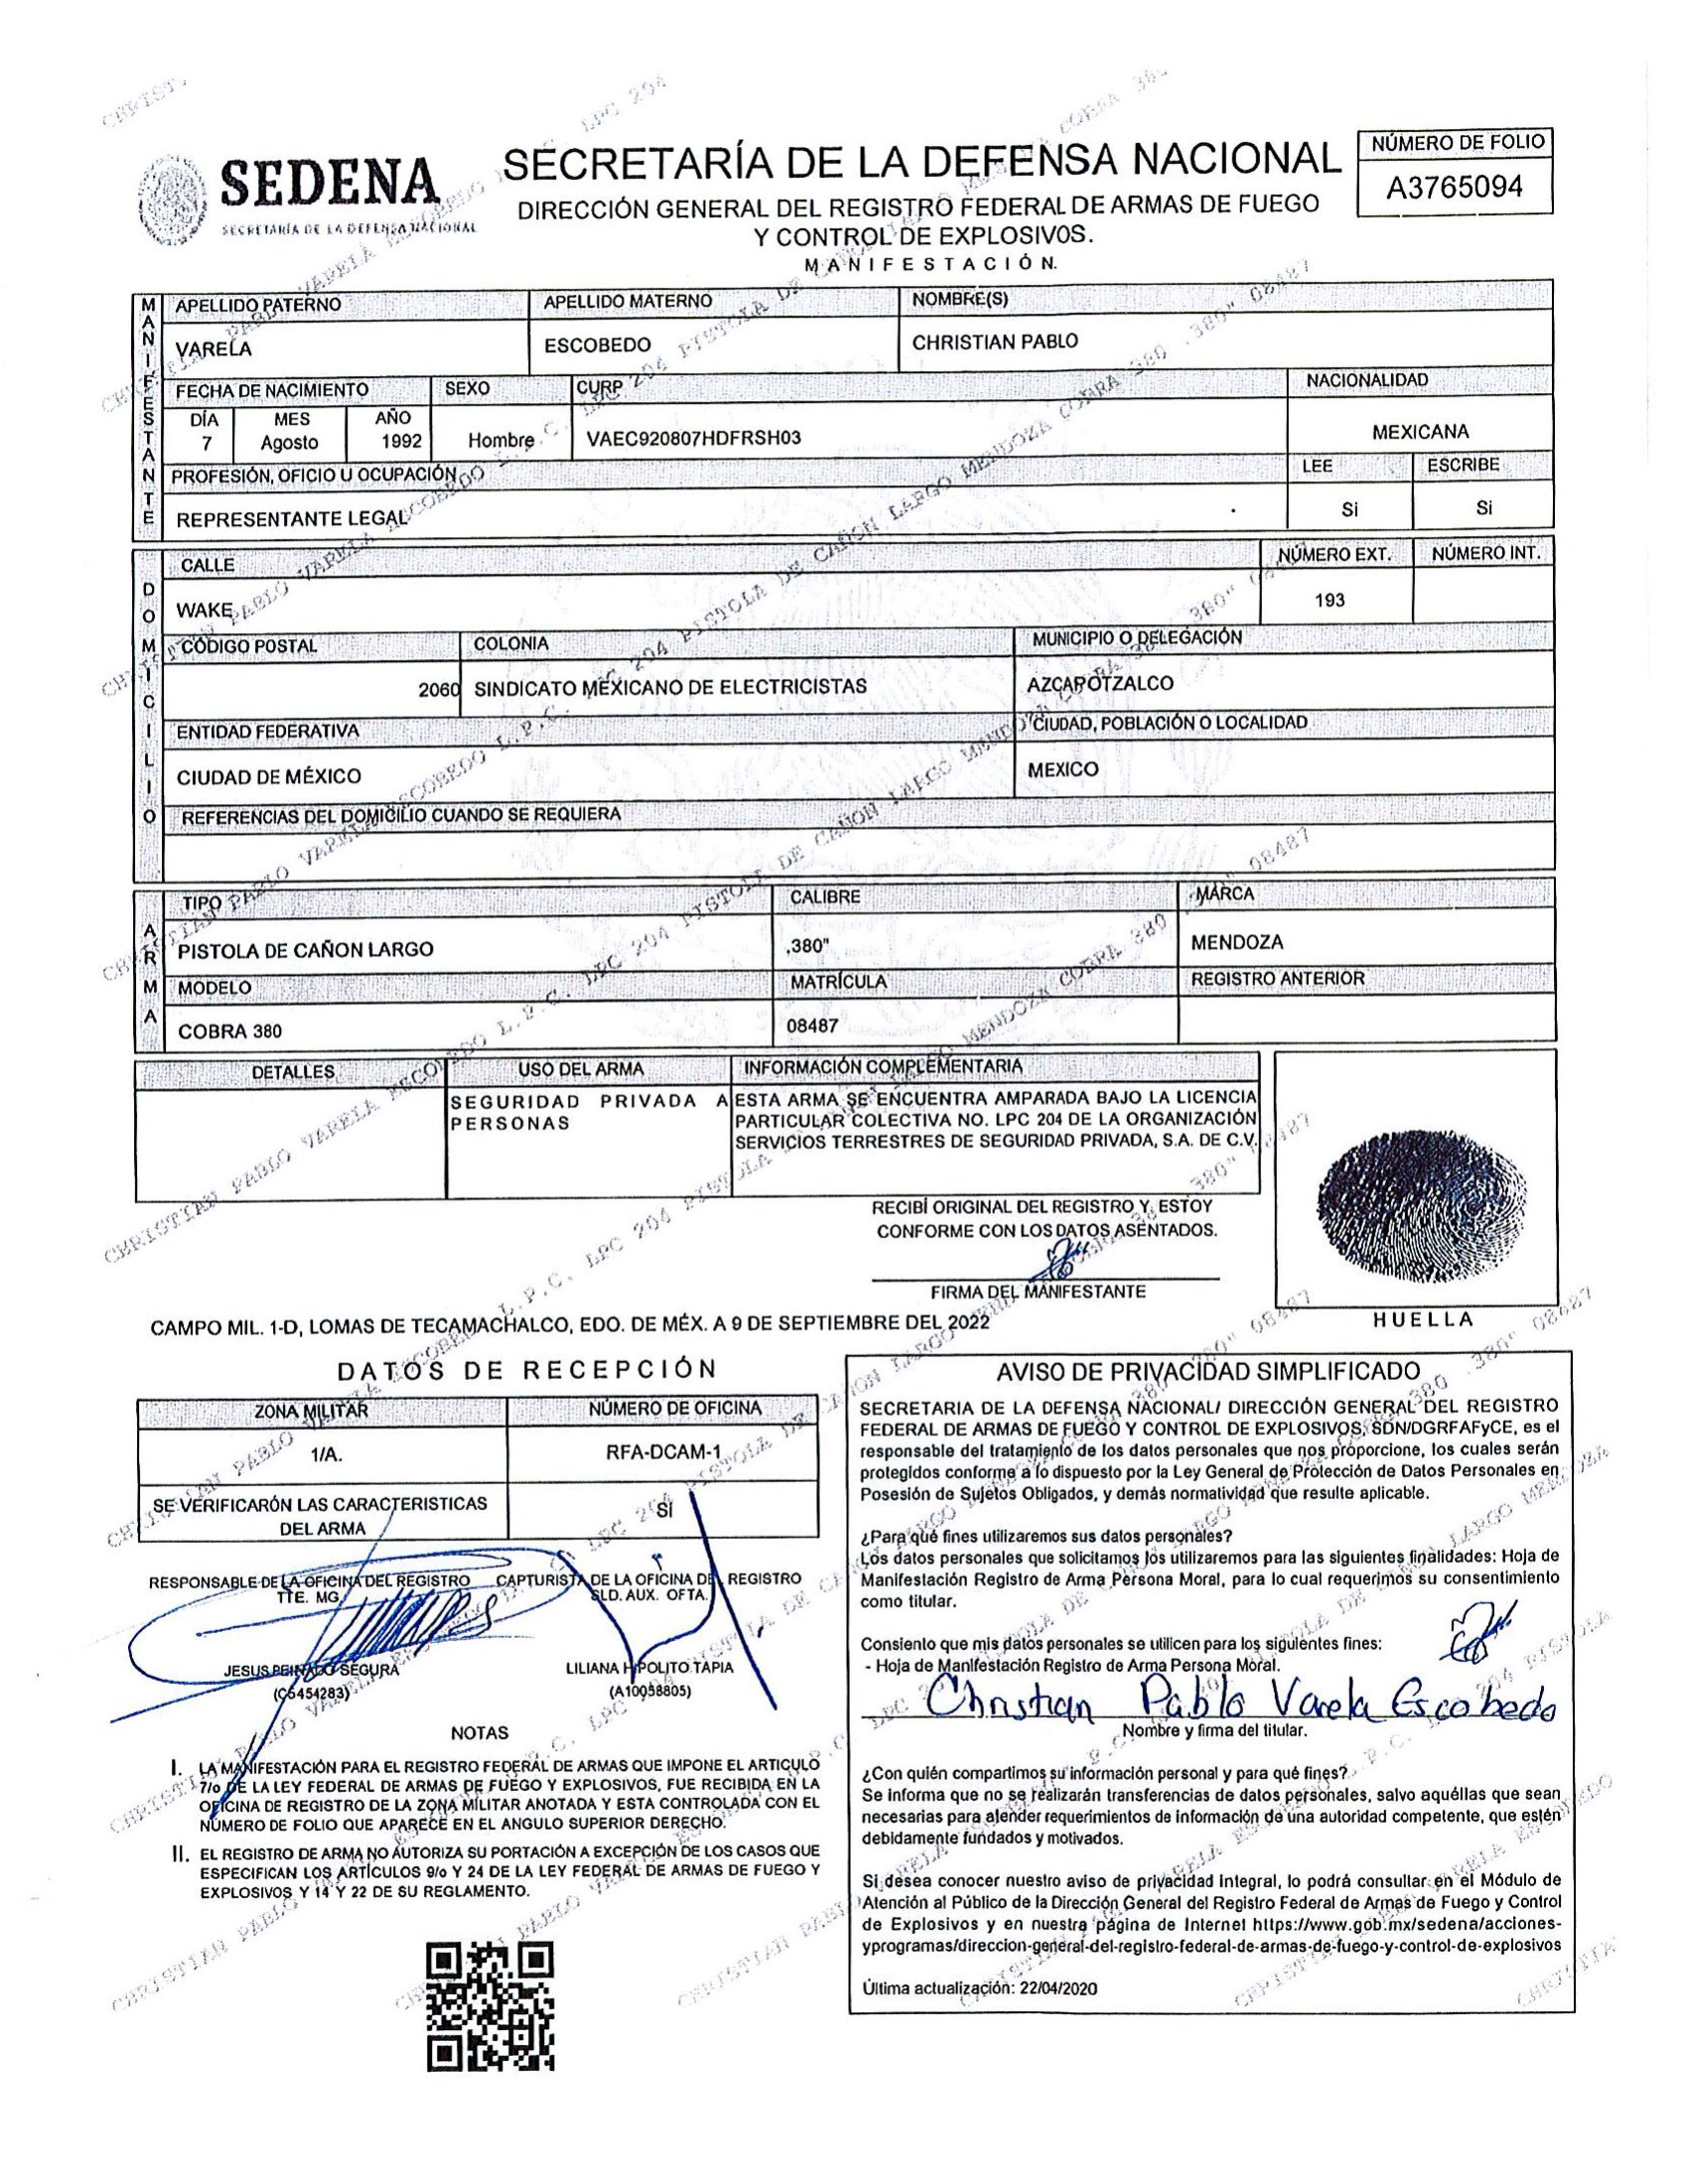 SEDENA
SECRETARÍA DE LA DEFENSA NACIONAL
SECRETARÍA DE LA DEFENSA NACIONAL
DIRECCIÓN GENERAL DEL REGISTRO FEDERAL DE ARMAS DE FUEGO
Y CONTROL DE EXPLOSIVOS.
MANIFESTACIÓN.
NÚMERO DE FOLIO
A3765094
MANIFESTANTE
APELLIDO PATERNO APELLIDO MATERNO NOMBRE(S)
VARELA ESCOBEDO CHRISTIAN PABLO
FECHA DE NACIMIENTO SEXO CURP NACIONALIDAD
DÍA MES AÑO
7 Agosto 1992 Hombre VAEC920807HDFRSH03 MEXICANA
PROFESIÓN, OFICIO U OCUPACIÓN LEE ESCRIBE
REPRESENTANTE LEGAL Si Si
DOMICILIO
CALLE NÚMERO EXT. NÚMERO INT.
WAKE 193
CÓDIGO POSTAL COLONIA MUNICIPIO O DELEGACIÓN
2060 SINDICATO MEXICANO DE ELECTRICISTAS AZCAPOTZALCO
ENTIDAD FEDERATIVA CIUDAD, POBLACIÓN O LOCALIDAD
CIUDAD DE MÉXICO MEXICO
REFERENCIAS DEL DOMICILIO CUANDO SE REQUIERA
ARMA
TIPO CALIBRE MARCA
PISTOLA DE CAÑON LARGO .380" MENDOZA
MODELO MATRÍCULA REGISTRO ANTERIOR
COBRA 380 08487
DETALLES USO DEL ARMA INFORMACIÓN COMPLEMENTARIA
SEGURIDAD PRIVADA A
PERSONAS
ESTA ARMA SE ENCUENTRA AMPARADA BAJO LA LICENCIA
PARTICULAR COLECTIVA NO. LPC 204 DE LA ORGANIZACIÓN
SERVICIOS TERRESTRES DE SEGURIDAD PRIVADA, S.A. DE C.V.
RECIBÍ ORIGINAL DEL REGISTRO Y ESTOY
CONFORME CON LOS DATOS ASENTADOS.
FIRMA DEL MANIFESTANTE
HUELLA
CAMPO MIL. 1-D, LOMAS DE TECAMACHALCO, EDO. DE MÉX. A 9 DE SEPTIEMBRE DEL 2022
DATOS DE RECEPCIÓN
ZONA MILITAR NÚMERO DE OFICINA
1/A. RFA-DCAM-1
SE VERIFICARÓN LAS CARACTERISTICAS
DEL ARMA
SI
RESPONSABLE DE LA OFICINA DEL REGISTRO
TTE. MG.
JESUS PEINADO SEGURA
(C5454283)
CAPTURISTA DE LA OFICINA DEL REGISTRO
SLD. AUX. OFTA.
LILIANA HIPOLITO TAPIA
(A10058805)
NOTAS
I. LA MANIFESTACIÓN PARA EL REGISTRO FEDERAL DE ARMAS QUE IMPONE EL ARTICULO
7/o DE LA LEY FEDERAL DE ARMAS DE FUEGO Y EXPLOSIVOS, FUE RECIBIDA EN LA
OFICINA DE REGISTRO DE LA ZONA MILITAR ANOTADA Y ESTA CONTROLADA CON EL
NÚMERO DE FOLIO QUE APARECE EN EL ANGULO SUPERIOR DERECHO.
II. EL REGISTRO DE ARMA NO AUTORIZA SU PORTACIÓN A EXCEPCIÓN DE LOS CASOS QUE
ESPECIFICAN LOS ARTÍCULOS 9/o Y 24 DE LA LEY FEDERAL DE ARMAS DE FUEGO Y
EXPLOSIVOS Y 14 Y 22 DE SU REGLAMENTO.
AVISO DE PRIVACIDAD SIMPLIFICADO
SECRETARIA DE LA DEFENSA NACIONAL/ DIRECCIÓN GENERAL DEL REGISTRO
FEDERAL DE ARMAS DE FUEGO Y CONTROL DE EXPLOSIVOS, SDN/DGRFAFyCE, es el
responsable del tratamiento de los datos personales que nos proporcione, los cuales serán
protegidos conforme a lo dispuesto por la Ley General de Protección de Datos Personales en
Posesión de Sujetos Obligados, y demás normatividad que resulte aplicable.
¿Para qué fines utilizaremos sus datos personales?
Los datos personales que solicitamos los utilizaremos para las siguientes finalidades: Hoja de
Manifestación Registro de Arma Persona Moral, para lo cual requerimos su consentimiento
como titular.
Consiento que mis datos personales se utilicen para los siguientes fines:
- Hoja de Manifestación Registro de Arma Persona Moral.
Christian Pablo Varela Escobedo
Nombre y firma del titular.
¿Con quién compartimos su información personal y para qué fines?
Se informa que no se realizarán transferencias de datos personales, salvo aquéllas que sean
necesarias para atender requerimientos de información de una autoridad competente, que estén
debidamente fundados y motivados.
Si desea conocer nuestro aviso de privacidad integral, lo podrá consultar en el Módulo de
Atención al Público de la Dirección General del Registro Federal de Armas de Fuego y Control
de Explosivos y en nuestra página de Internet https://www.gob.mx/sedena/acciones-
yprogramas/direccion-general-del-registro-federal-de-armas-de-fuego-y-control-de-explosivos
Última actualización: 22/04/2020